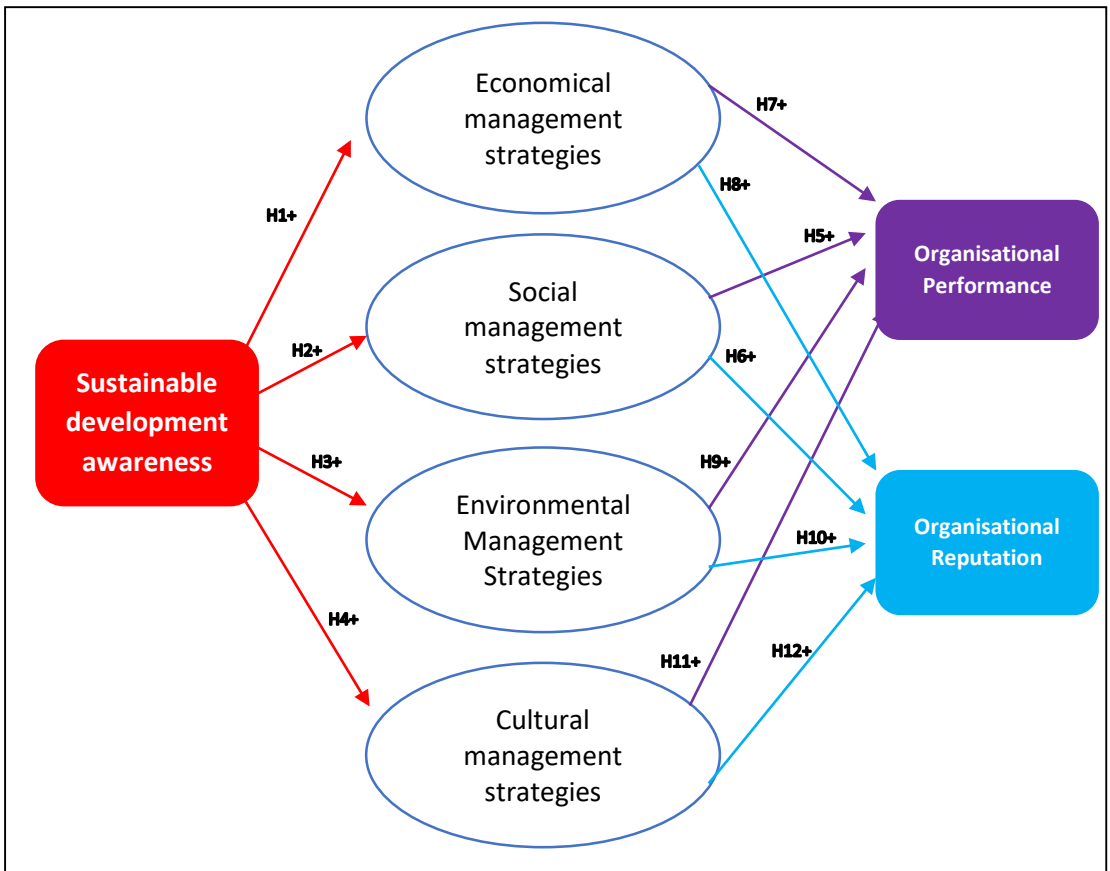 Economical
management
strategies
H7+
H8+
H1+
H5+
Organisational
Performance
Social
management
strategies
H2+
H6+
Sustainable
development
awareness
H3+
H9+
Environmental
Management
Strategies
H10+
Organisational
Reputation
H4+
H11+
H12+
Cultural
management
strategies